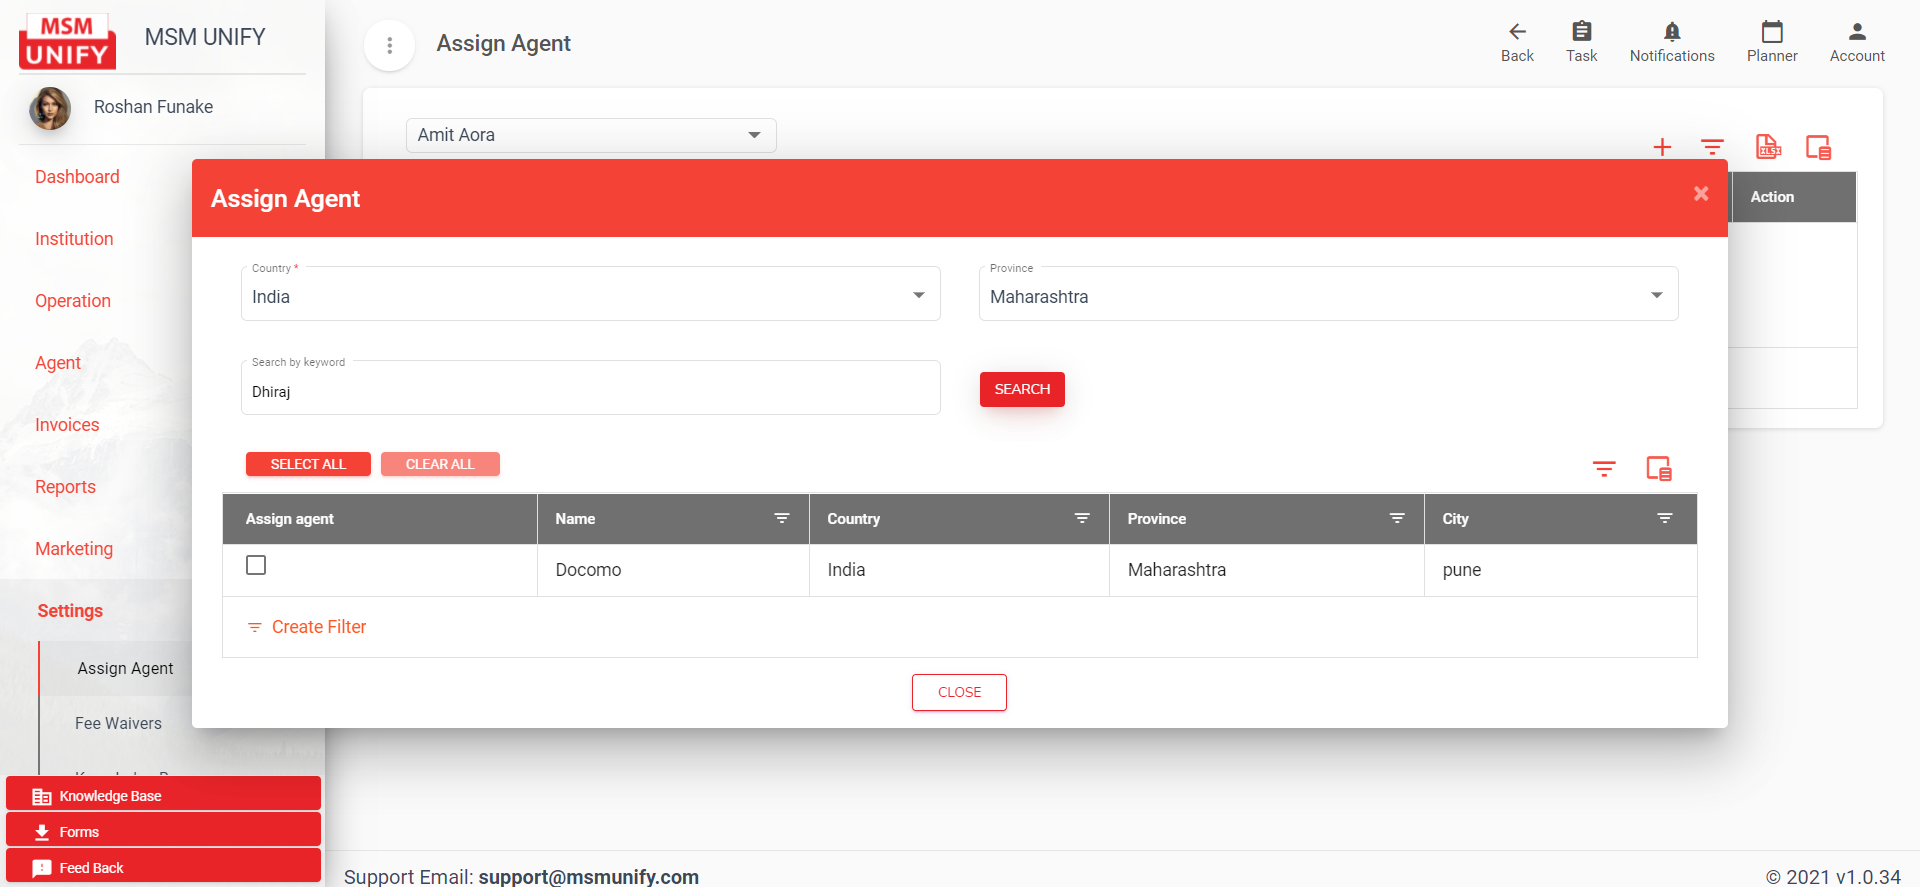 MSM
UNIFY
MSM UNIFY
Roshan Funake
Dashboard
Institution
Operation
Agent
Invoices
Reports
Marketing
Settings
Assign Agent
Fee Waivers
Knowledge Base
Forms
Feed Back
Assign Agent
Back
Task
Notifications
Planner
Account
Amit Aora
XLSX
Action
Assign Agent
×
Country *
India
Province
Maharashtra
Search by keyword
Dhiraj
SEARCH
SELECT ALL
CLEAR ALL
Assign agent Name Country Province City
Docomo India Maharashtra pune
Create Filter
CLOSE
Support Email: support@msmunify.com
© 2021 v1.0.34